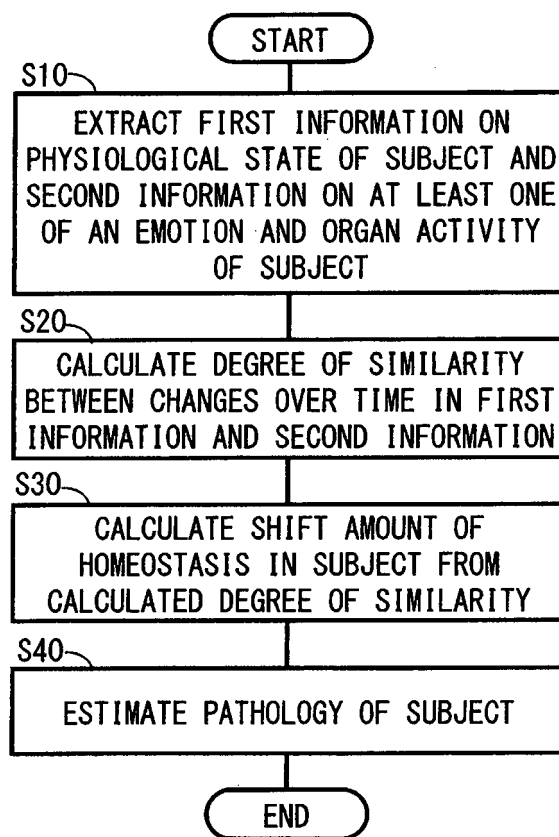 START
S10
EXTRACT FIRST INFORMATION ON
PHYSIOLOGICAL STATE OF SUBJECT AND
SECOND INFORMATION ON AT LEAST ONE
OF AN EMOTION AND ORGAN ACTIVITY
OF SUBJECT
S20
CALCULATE DEGREE OF SIMILARITY
BETWEEN CHANGES OVER TIME IN FIRST
INFORMATION AND SECOND INFORMATION
S30
CALCULATE SHIFT AMOUNT OF
HOMEOSTASIS IN SUBJECT FROM
CALCULATED DEGREE OF SIMILARITY
S40
ESTIMATE PATHOLOGY OF SUBJECT
END